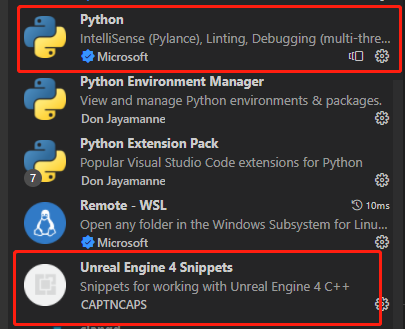 Python
IntelliSense (Pylance), Linting, Debugging (multi-thre...
Microsoft
Python Environment Manager
View and manage Python environments & packages.
Don Jayamanne
Python Extension Pack
Popular Visual Studio Code extensions for Python
7
Don Jayamanne
Remote - WSL
10ms
Open any folder in the Windows Subsystem for Linu...
Microsoft
Unreal Engine 4 Snippets
Snippets for working with Unreal Engine 4 C++
CAPTNCAPS